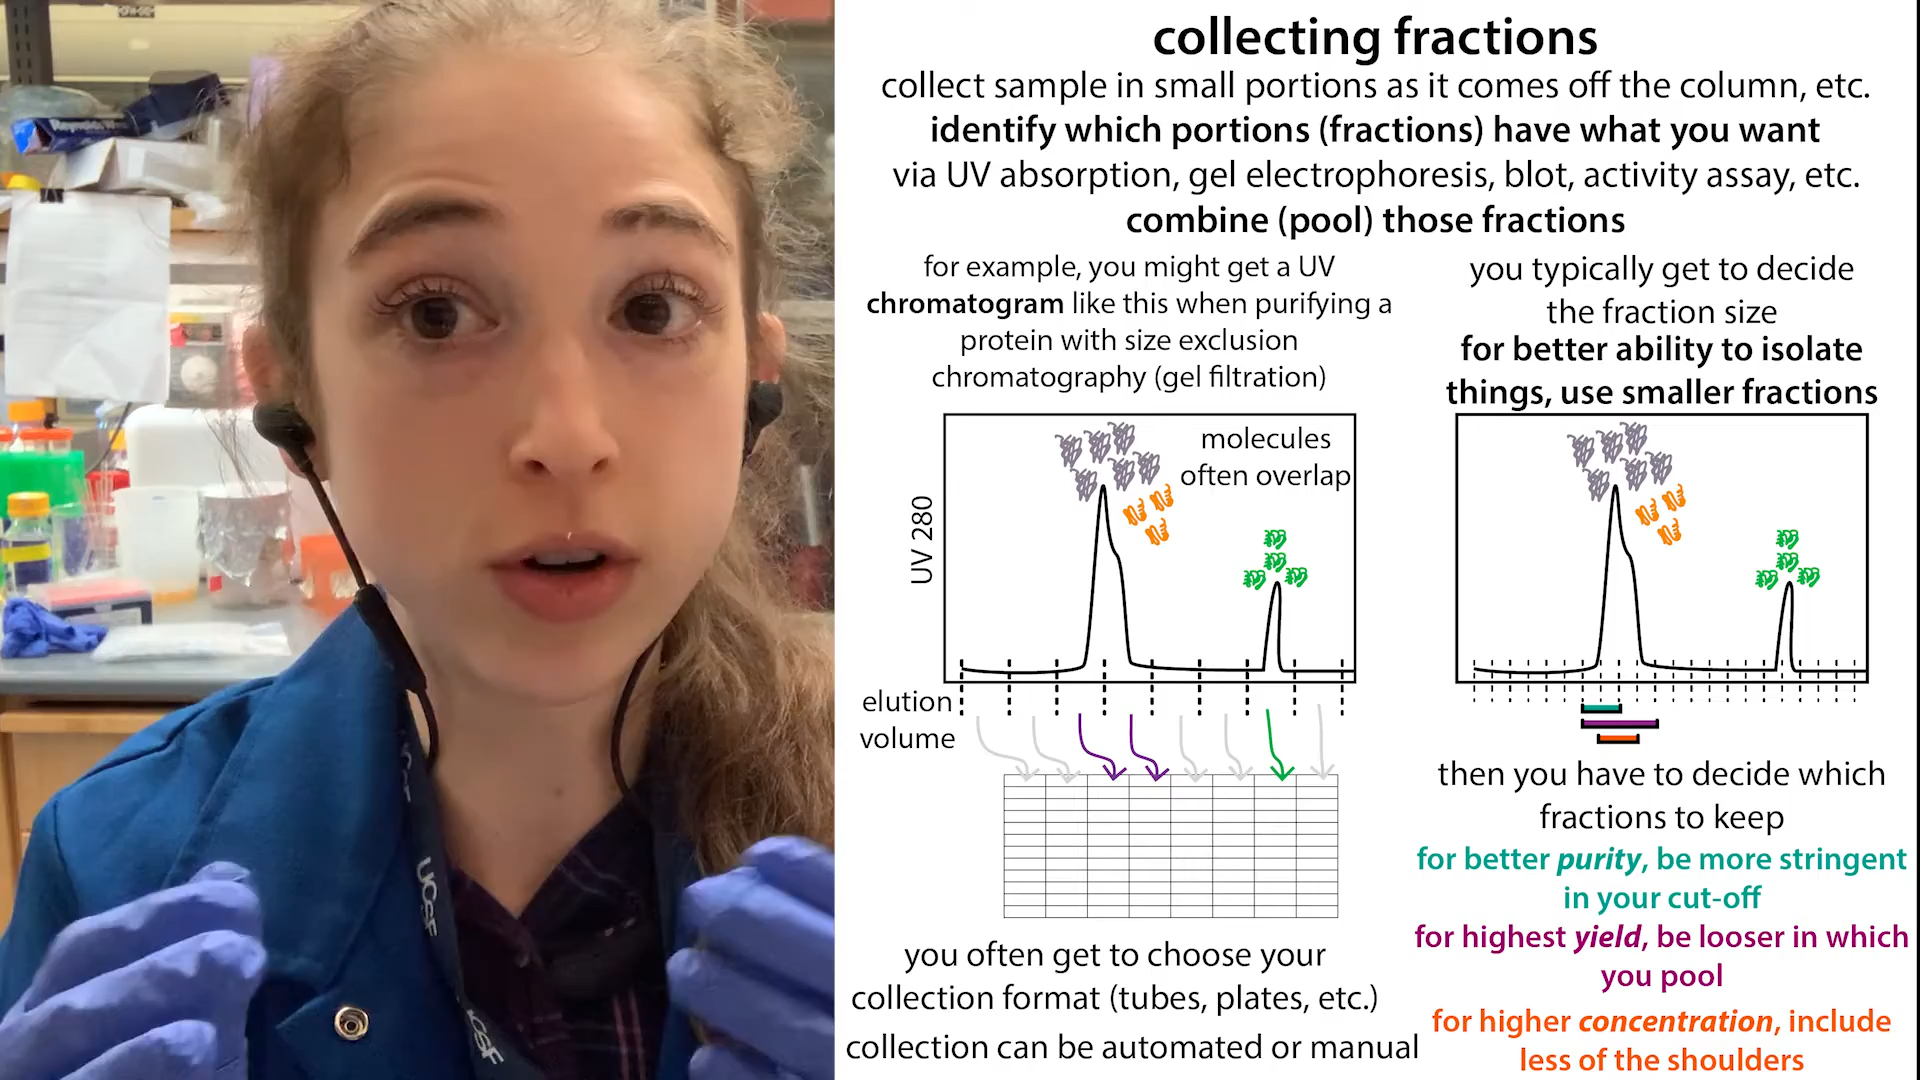 collecting fractions
collect sample in small portions as it comes off the column, etc.
identify which portions (fractions) have what you want
via UV absorption, gel electrophoresis, blot, activity assay, etc.
combine (pool) those fractions
for example, you might get a UV
chromatogram like this when purifying a
protein with size exclusion
chromatography (gel filtration)
molecules
often overlap
UV 280
elution
volume
you often get to choose your
collection format (tubes, plates, etc.)
collection can be automated or manual
you typically get to decide
the fraction size
for better ability to isolate
things, use smaller fractions
then you have to decide which
fractions to keep
for better purity, be more stringent
in your cut-off
for highest yield, be looser in which
you pool
for higher concentration, include
less of the shoulders
UCSF
UCSF